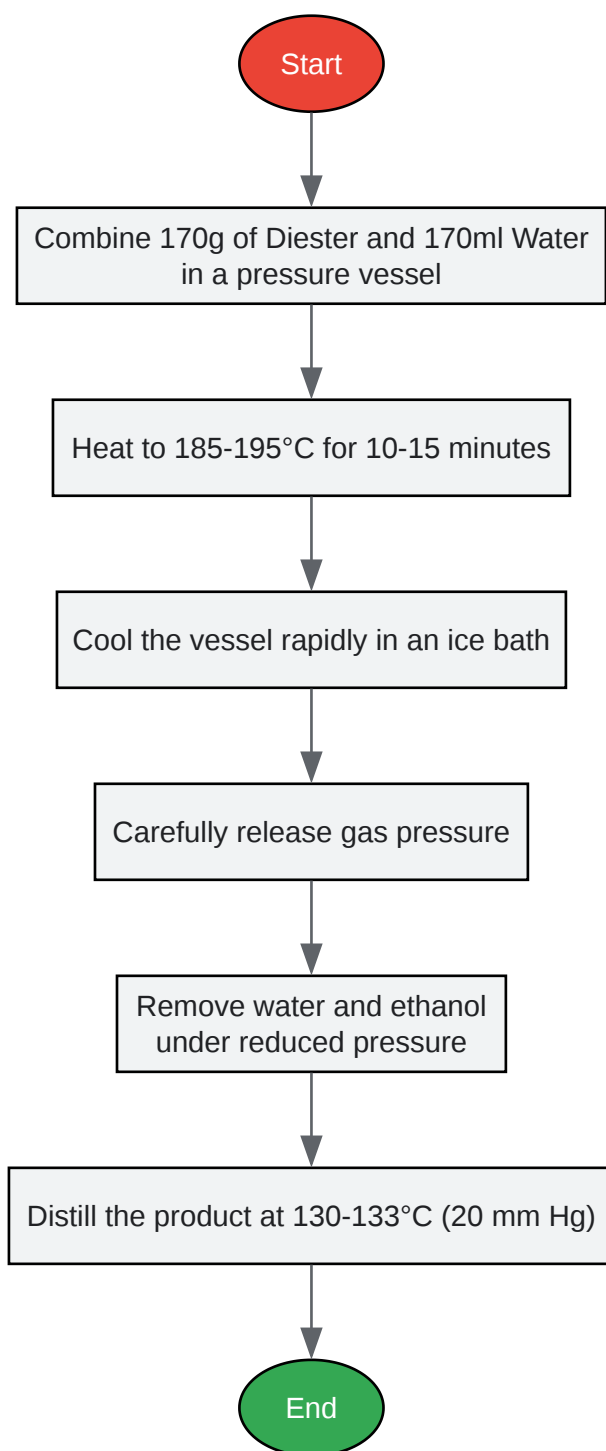 Start
Combine 170g of Diester and 170ml Water
in a pressure vessel
Heat to 185-195°C for 10-15 minutes
Cool the vessel rapidly in an ice bath
Carefully release gas pressure
Remove water and ethanol
under reduced pressure
Distill the product at 130-133°C (20 mm Hg)
End